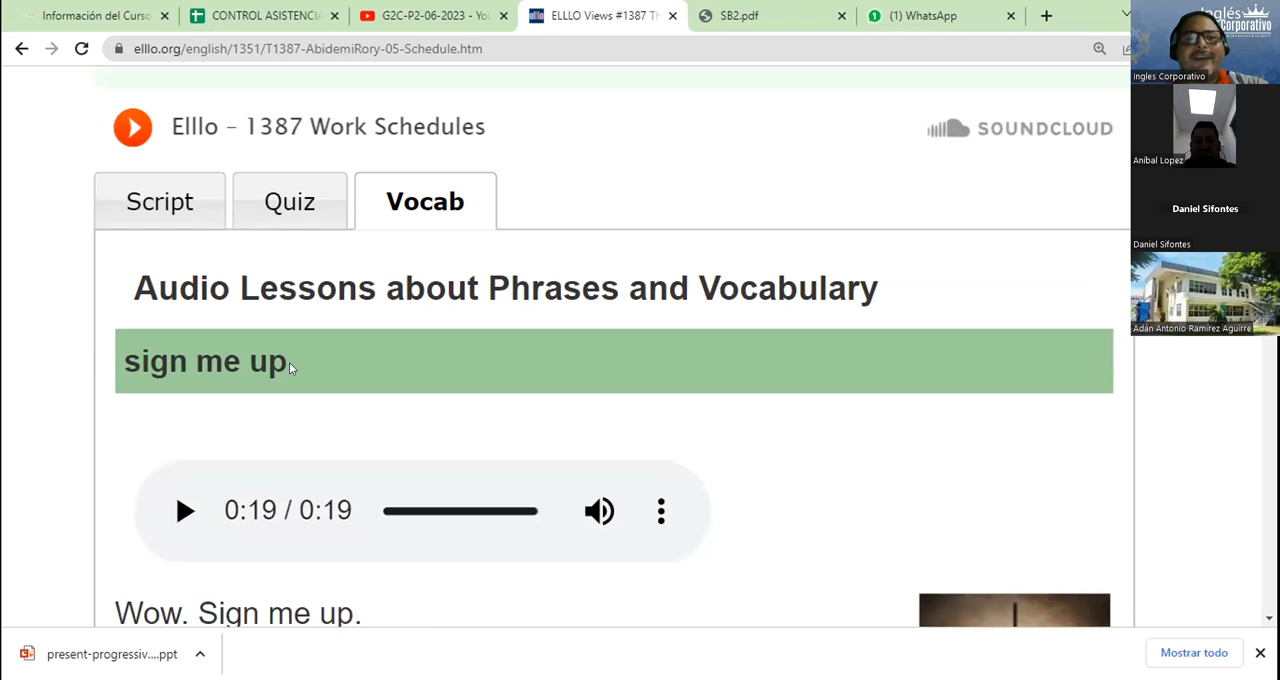 Información del Curso
CONTROL ASISTENCIA
G2C-P2-06-2023 - You
ELLLO Views #1387 Th
SB2.pdf
(1) WhatsApp
elllo.org/english/1351/T1387-AbidemiRory-05-Schedule.htm
Inglés
Corporativo
Ingles Corporativo
Aníbal Lopez
Daniel Sifontes
Daniel Sifontes
Adán Antonio Ramírez Aguirre
Elllo - 1387 Work Schedules
SOUNDCLOUD
Script
Quiz
Vocab
Audio Lessons about Phrases and Vocabulary
sign me up
0:19 / 0:19
Wow. Sign me up.
present-progressiv....ppt
Mostrar todo